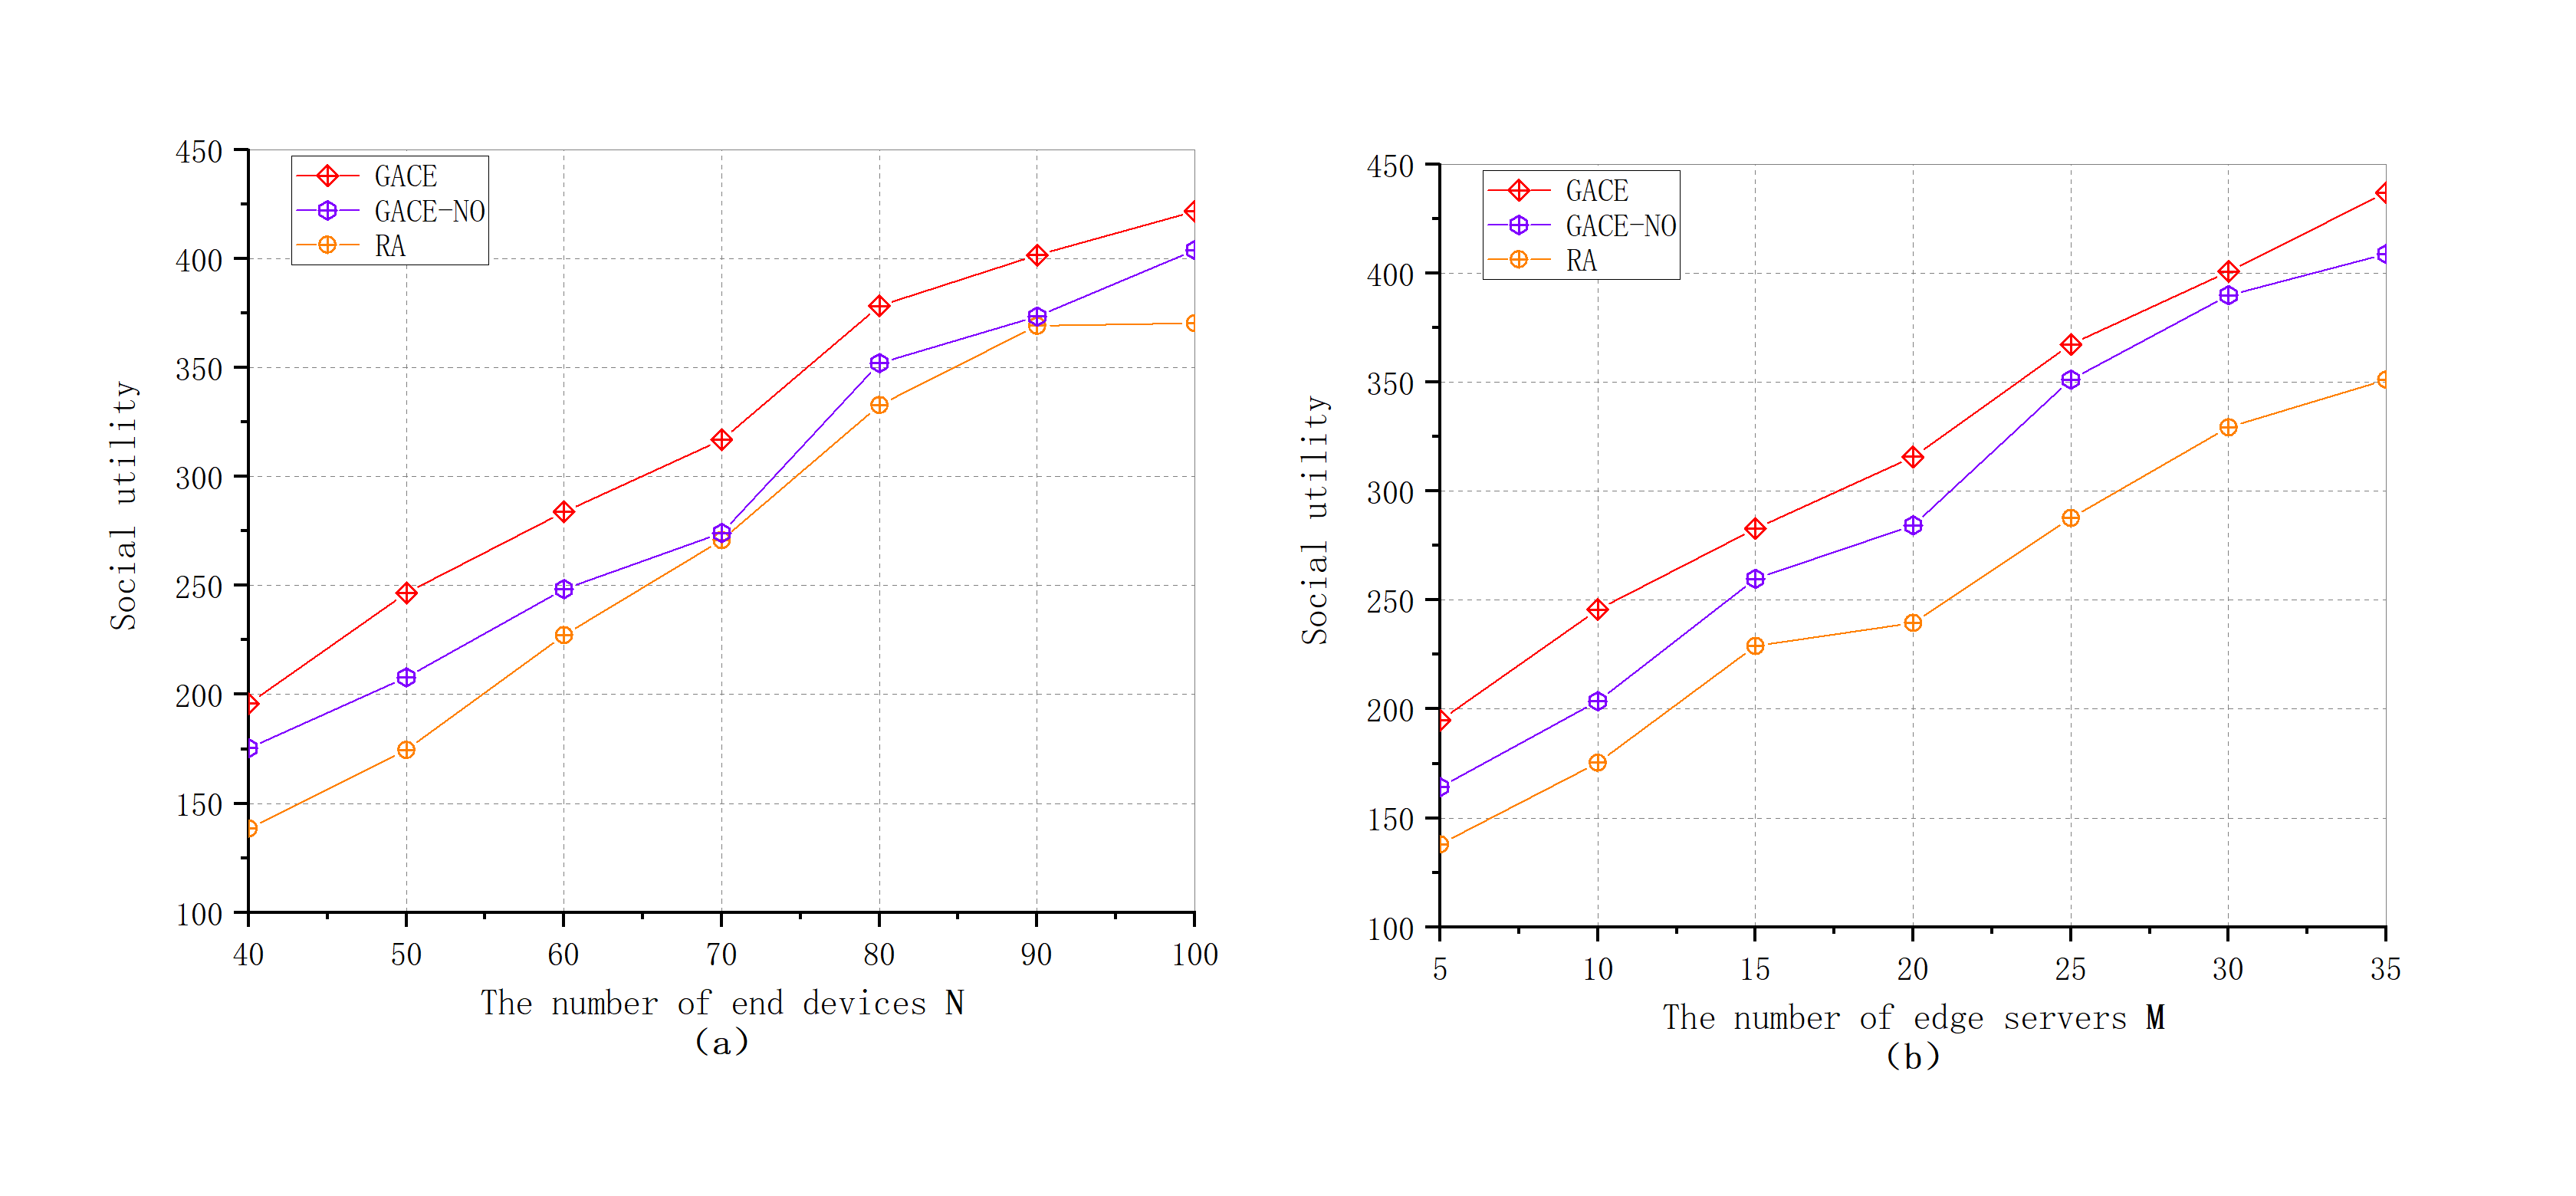 450
400
350
300
250
200
150
100
Social utility
GACE
GACE-NO
RA
40 50 60 70 80 90 100
The number of end devices N
(a)
450
400
350
300
250
200
150
100
Social utility
GACE
GACE-NO
RA
5 10 15 20 25 30 35
The number of edge servers M
(b)